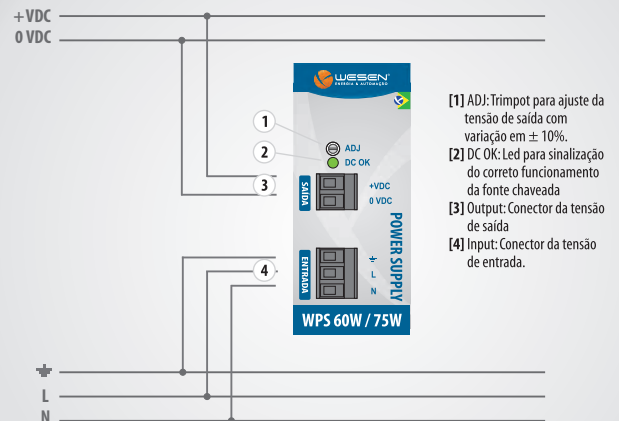 +VDC
0 VDC
WESEN
ENERGIA & AUTOMAÇÃO
1
ADJ
2
DC OK
3
SAÍDA
+VDC
0 VDC
POWER SUPPLY
4
ENTRADA
L
N
WPS 60W / 75W
[1] ADJ: Trimpot para ajuste da
tensão de saída com
variação em ± 10%.
[2] DC OK: Led para sinalização
do correto funcionamento
da fonte chaveada
[3] Output: Conector da tensão
de saída
[4] Input: Conector da tensão
de entrada.
L
N